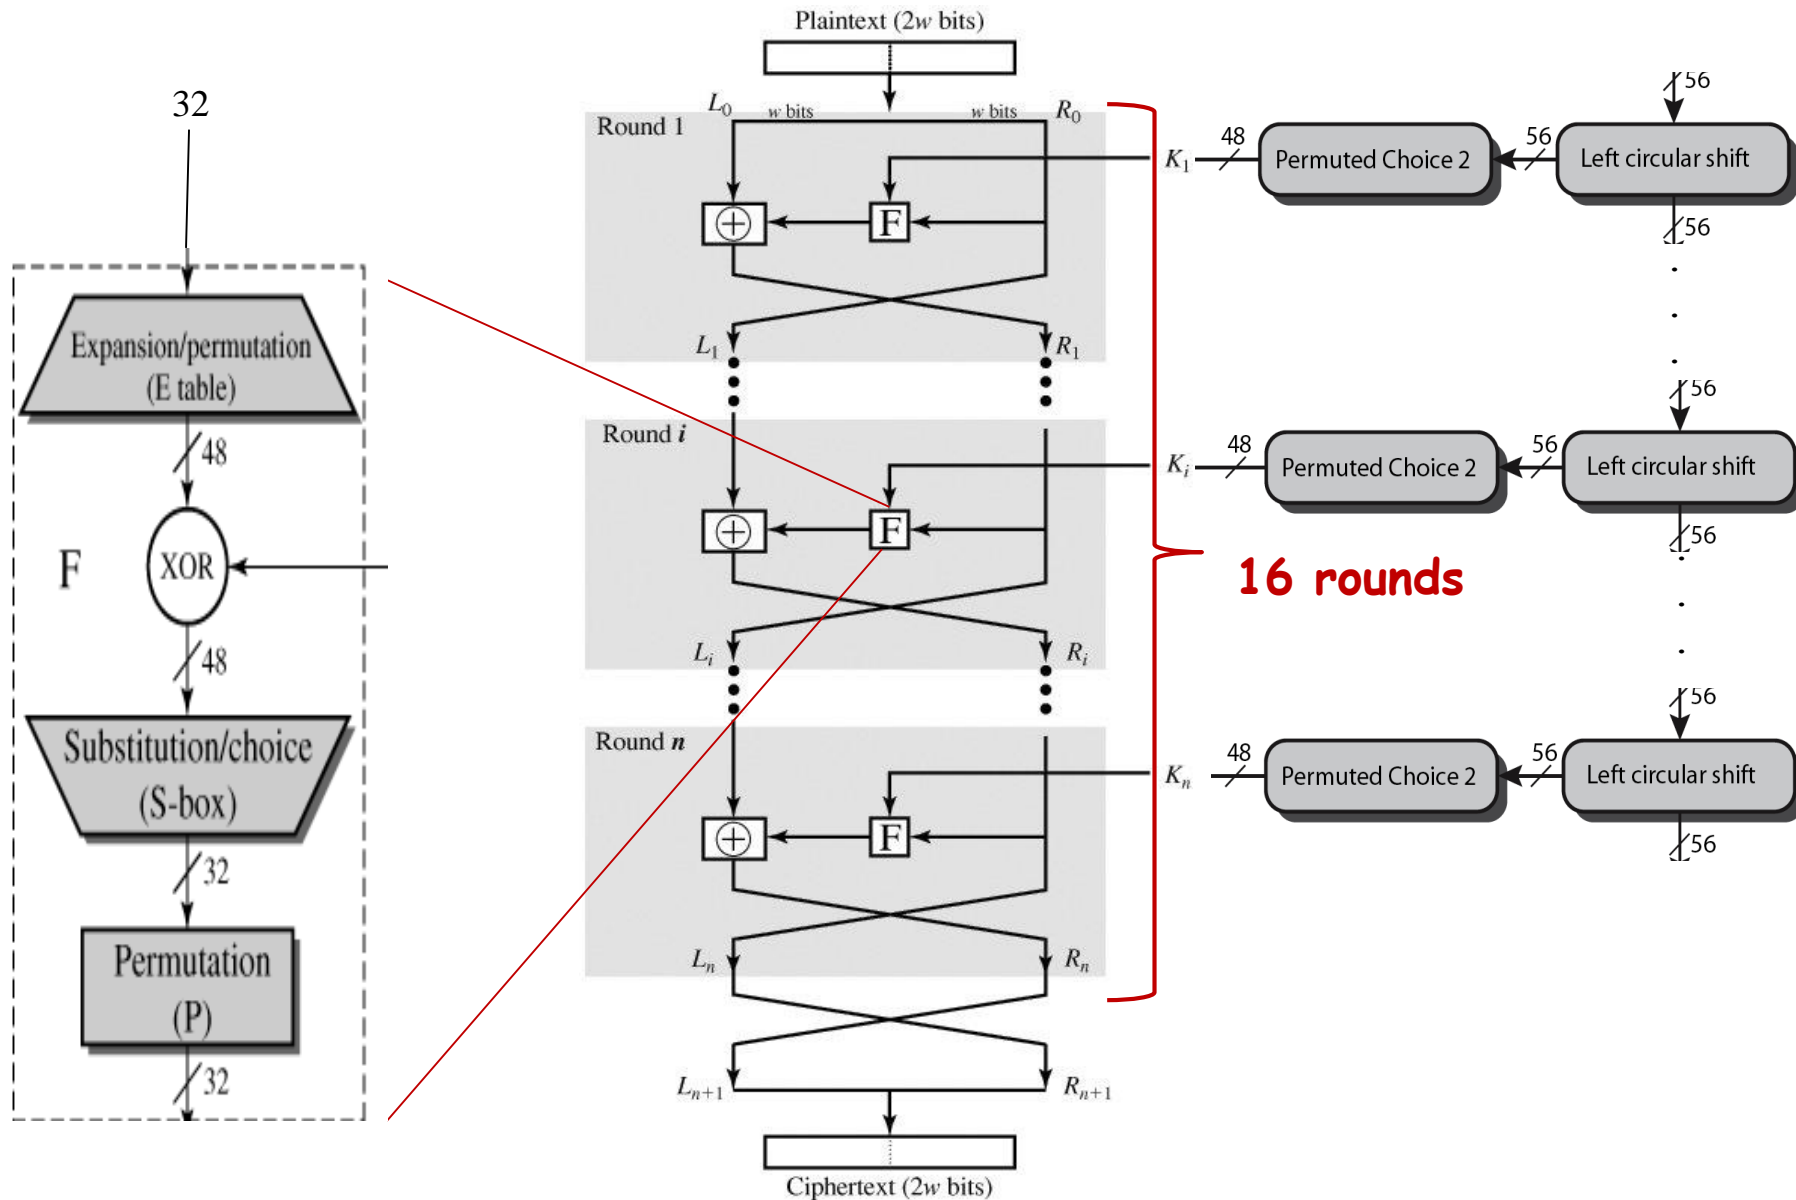 Plaintext (2w bits)
32
L0 w bits w bits R0
Round 1
K1 48 Permuted Choice 2 56 Left circular shift 56
56
F
+
Expansion/permutation
(E table)
L1 R1
48
Round i
Ki 48 Permuted Choice 2 56 Left circular shift 56
56
F
+
F XOR
16 rounds
48
Li Ri
Substitution/choice
(S-box)
Round n
Kn 48 Permuted Choice 2 56 Left circular shift 56
56
F
+
32
Permutation
(P)
Ln Rn
32
Ln+1 Rn+1
Ciphertext (2w bits)